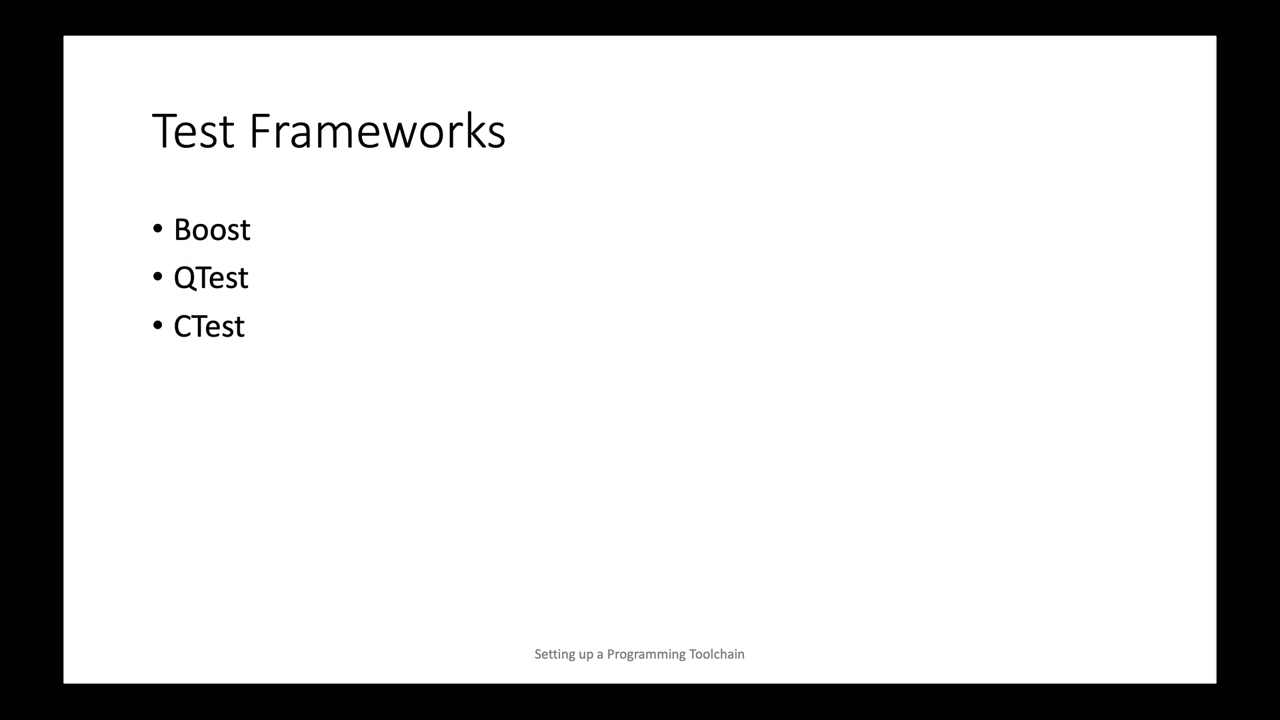 Test Frameworks
• Boost
• QTest
• CTest
Setting up a Programming Toolchain